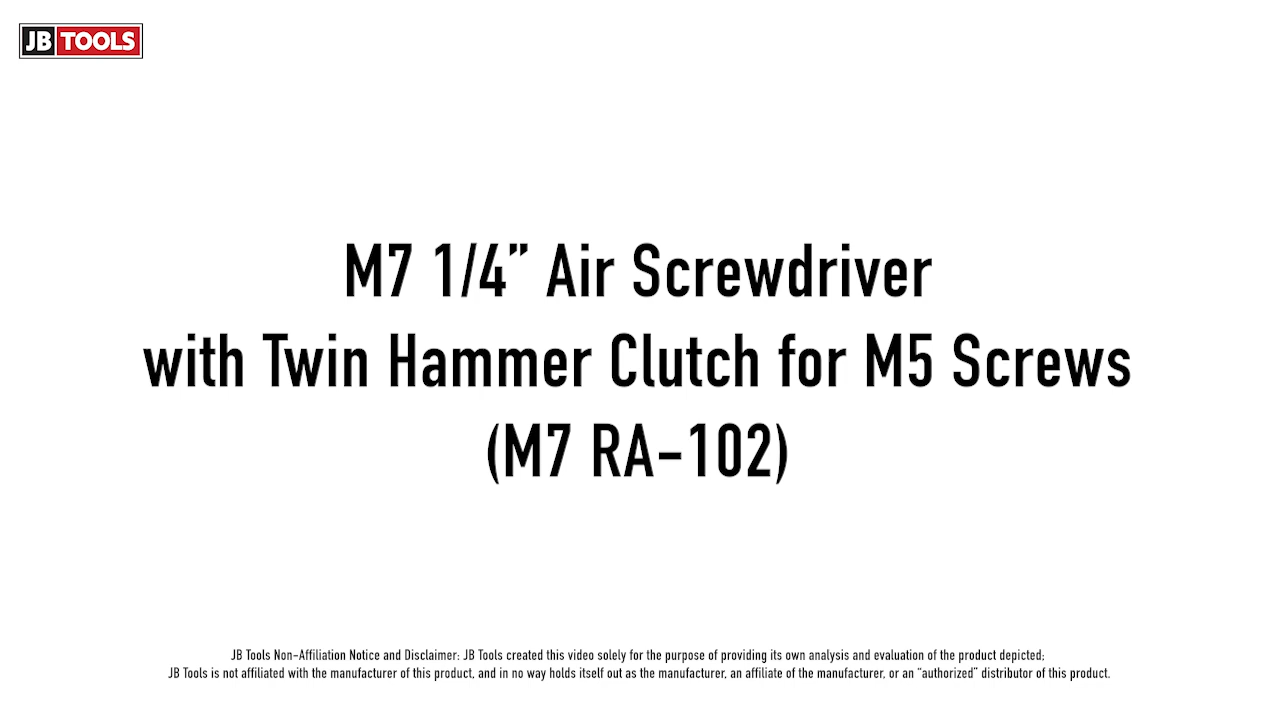 JB TOOLS
M7 1/4” Air Screwdriver
with Twin Hammer Clutch for M5 Screws
(M7 RA-102)
JB Tools Non-Affiliation Notice and Disclaimer: JB Tools created this video solely for the purpose of providing its own analysis and evaluation of the product depicted;
JB Tools is not affiliated with the manufacturer of this product, and in no way holds itself out as the manufacturer, an affiliate of the manufacturer, or an “authorized” distributor of this product.